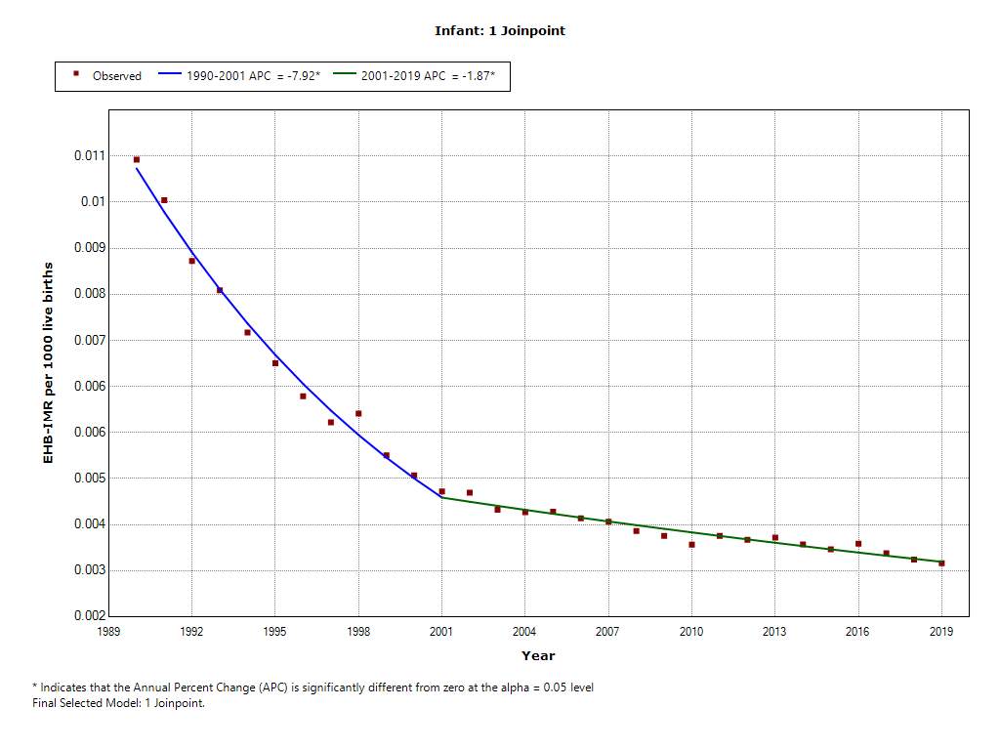 Infant: 1 Joinpoint
Observed 1990-2001 APC = -7.92* 2001-2019 APC = -1.87*
0.011
0.01
0.009
0.008
0.007
0.006
0.006
0.005
0.004
0.003
0.002
EHB-IMR per 1000 live births
1989 1992 1995 1998 2001 2004 2007 2010 2013 2016 2019
Year
* Indicates that the Annual Percent Change (APC) is significantly different from zero at the alpha = 0.05 level
Final Selected Model: 1 Joinpoint.